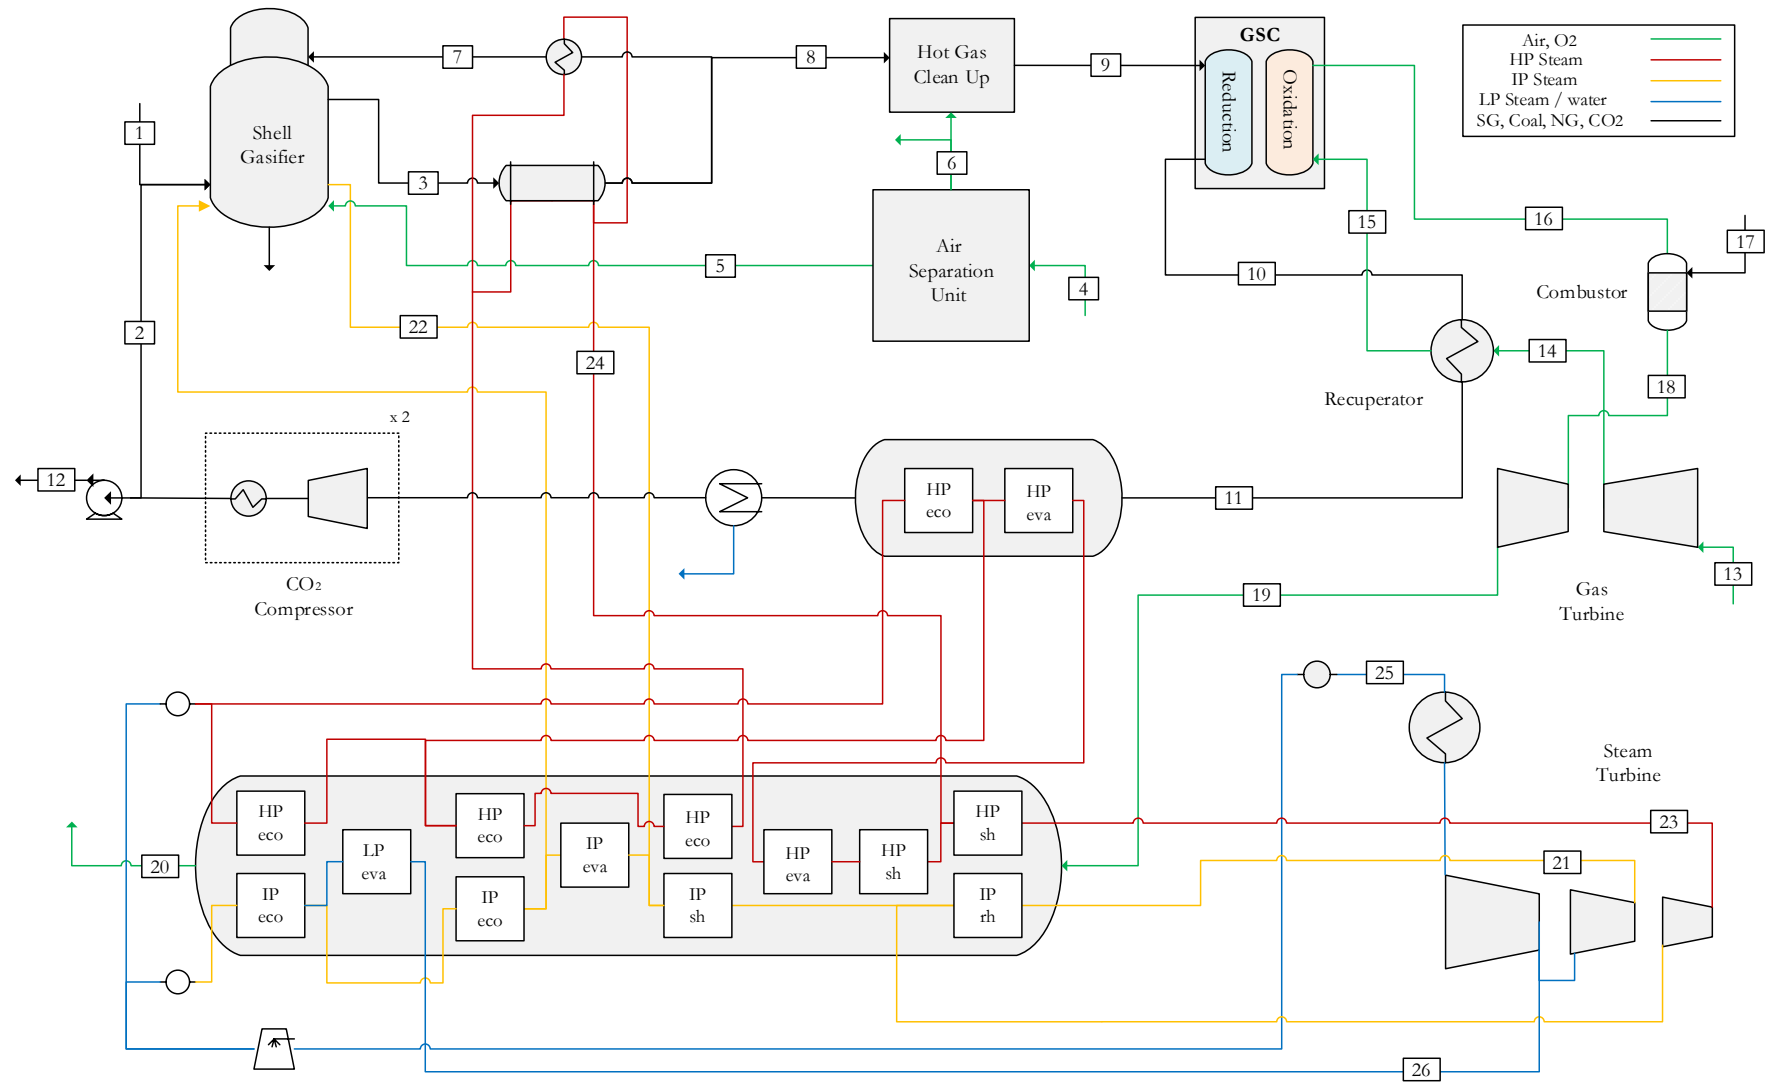 7
8
Hot Gas
Clean Up
9
GSC
Reduction
Oxidation
Air, O2
HP Steam
IP Steam
LP Steam / water
SG, Coal, NG, CO2
1
Shell
Gasifier
3
6
5
Air
Separation
Unit
4
15
10
16
17
Combustor
2
22
24
14
18
Recuperator
x 2
12
HP
eco
HP
eva
11
CO2
Compressor
19
13
Gas
Turbine
25
Steam
Turbine
HP
eco
HP
eco
HP
eco
HP
sh
23
LP
eva
IP
eva
HP
eva
HP
sh
20
21
IP
eco
IP
eco
IP
sh
IP
rh
26